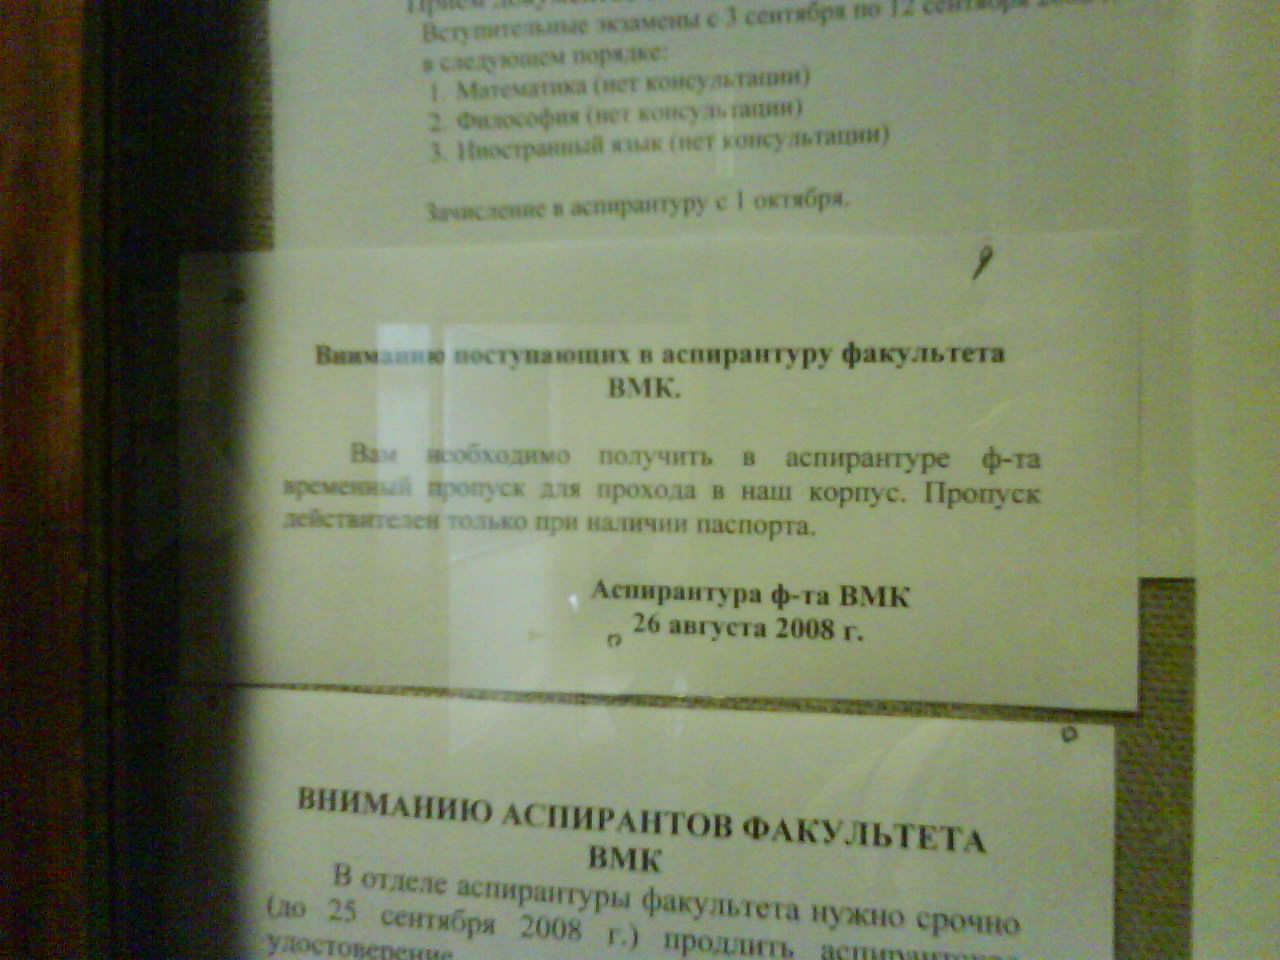 Прием
Вступительные экзамены с 3 сентября по 12 сентября
в следующем порядке:
1. Математика (нет консультации)
2. Философия (нет консультации)
3. Иностранный язык (нет консультации)
Зачисление в аспирантуру с 1 октября.
Вниманию поступающих в аспирантуру факультета
ВМК.
Вам необходимо получить в аспирантуре ф-та
временный пропуск для прохода в наш корпус. Пропуск
действителен только при наличии паспорта.
Аспирантура ф-та ВМК
26 августа 2008 г.
ВНИМАНИЮ АСПИРАНТОВ ФАКУЛЬТЕТА
ВМК
В отделе аспирантуры факультета нужно срочно
(до 25 сентября 2008 г.) продлить
удостоверение